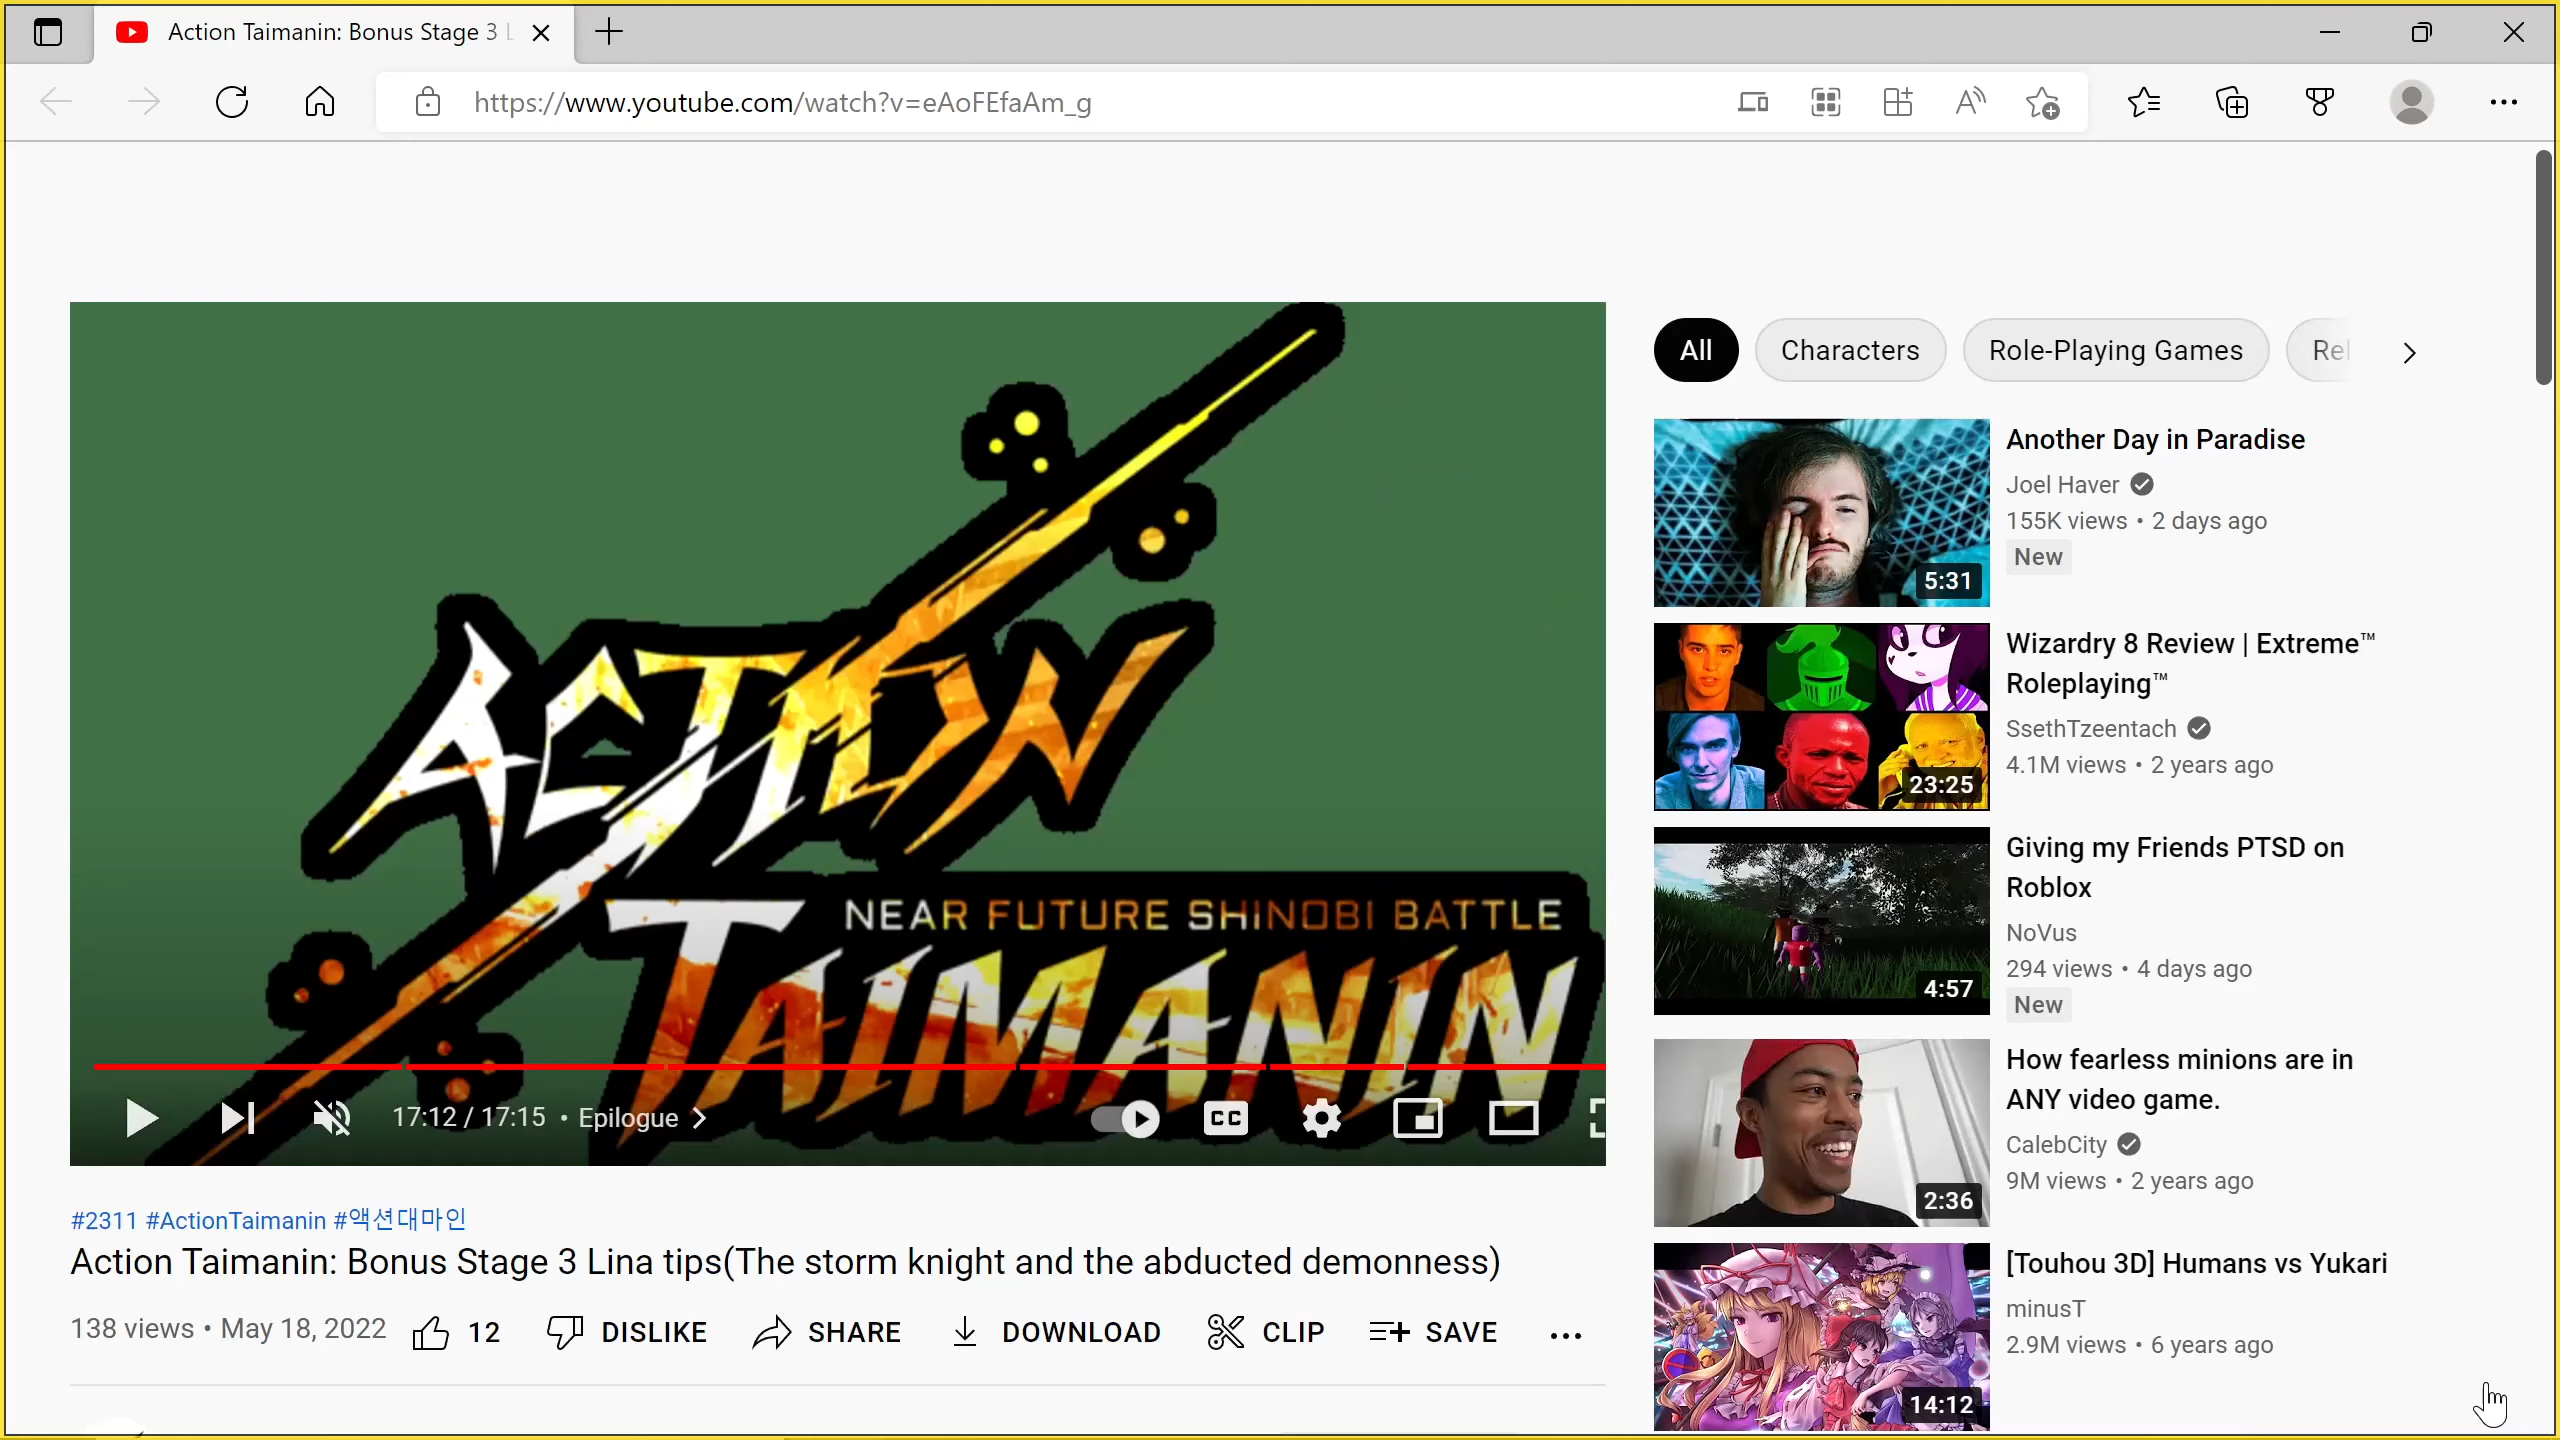 Action Taimanin: Bonus Stage 3 L
https://www.youtube.com/watch?v=eAoFEfaAm_g
ACTION
NEAR FUTURE SHINOBI BATTLE
TAIMANIN
17:12 / 17:15 • Epilogue
CC
#2311 #ActionTaimanin #액션대마인
Action Taimanin: Bonus Stage 3 Lina tips(The storm knight and the abducted demonness)
138 views • May 18, 2022
12 DISLIKE SHARE DOWNLOAD CLIP SAVE
All Characters Role-Playing Games Rel
5:31
Another Day in Paradise
Joel Haver
155K views • 2 days ago
New
23:25
Wizardry 8 Review | Extreme™
Roleplaying™
SsethTzeentach
4.1M views • 2 years ago
4:57
Giving my Friends PTSD on
Roblox
NoVus
294 views • 4 days ago
New
2:36
How fearless minions are in
ANY video game.
CalebCity
9M views • 2 years ago
14:12
[Touhou 3D] Humans vs Yukari
minusT
2.9M views • 6 years ago